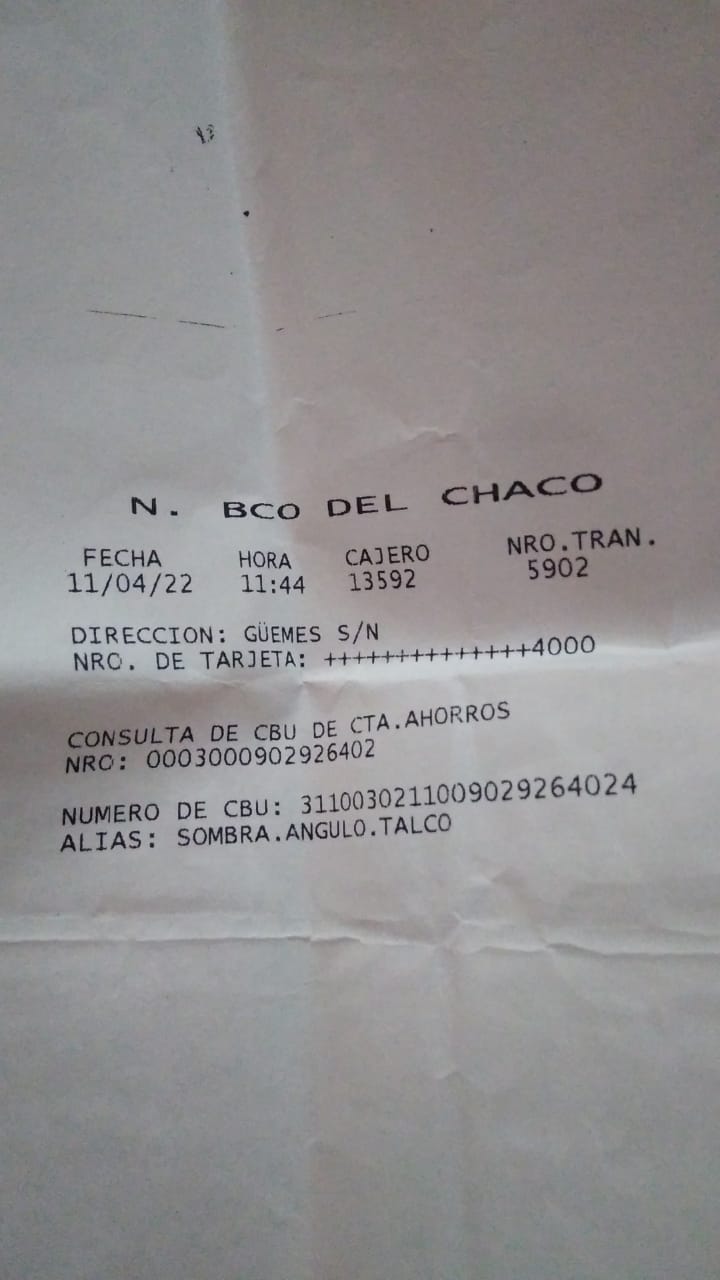 N. BCO DEL CHACO
FECHA HORA CAJERO NRO.TRAN.
11/04/22 11:44 13592 5902
DIRECCION: GÜEMES S/N
NRO. DE TARJETA: +++++++++++++++4000
CONSULTA DE CBU DE CTA.AHORROS
NRO: 0003000902926402
NUMERO DE CBU: 3110030211009029264024
ALIAS: SOMBRA.ANGULO.TALCO